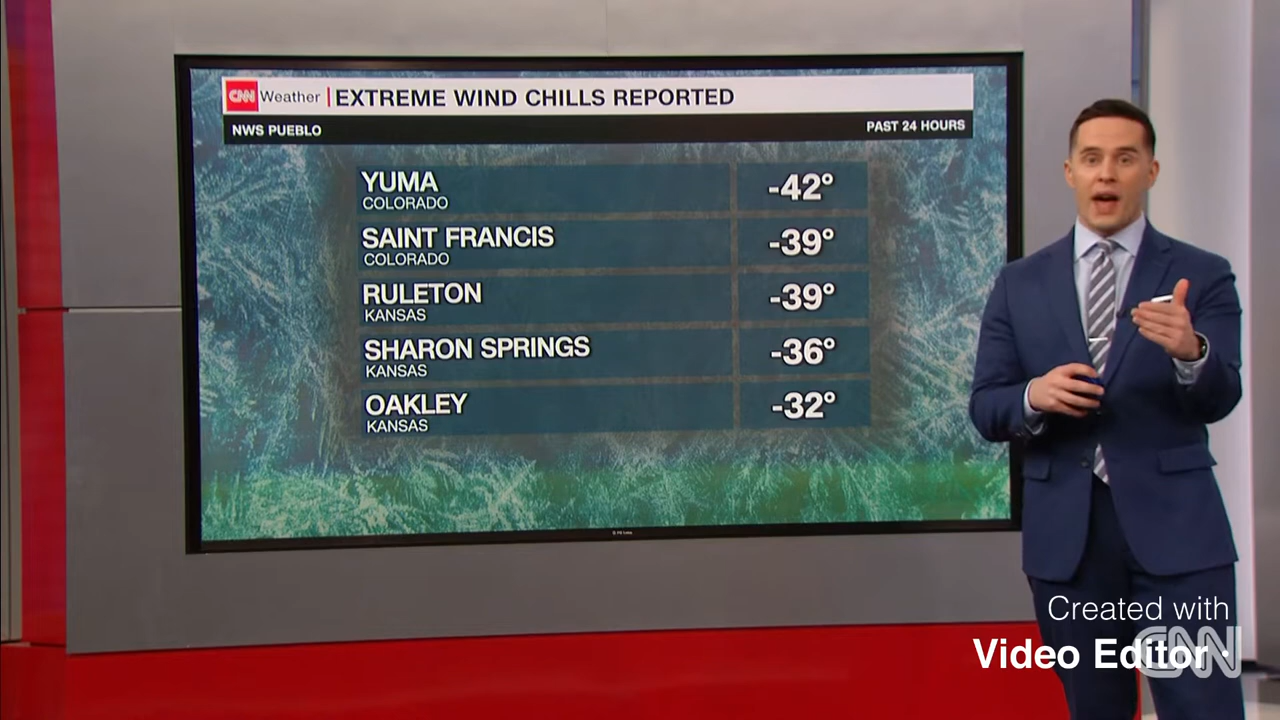 CNN Weather | EXTREME WIND CHILLS REPORTED
NWS PUEBLO PAST 24 HOURS
YUMA -42°
COLORADO
SAINT FRANCIS -39°
COLORADO
RULETON -39°
KANSAS
SHARON SPRINGS -36°
KANSAS
OAKLEY -32°
KANSAS
Created with
Video Editor
CNN